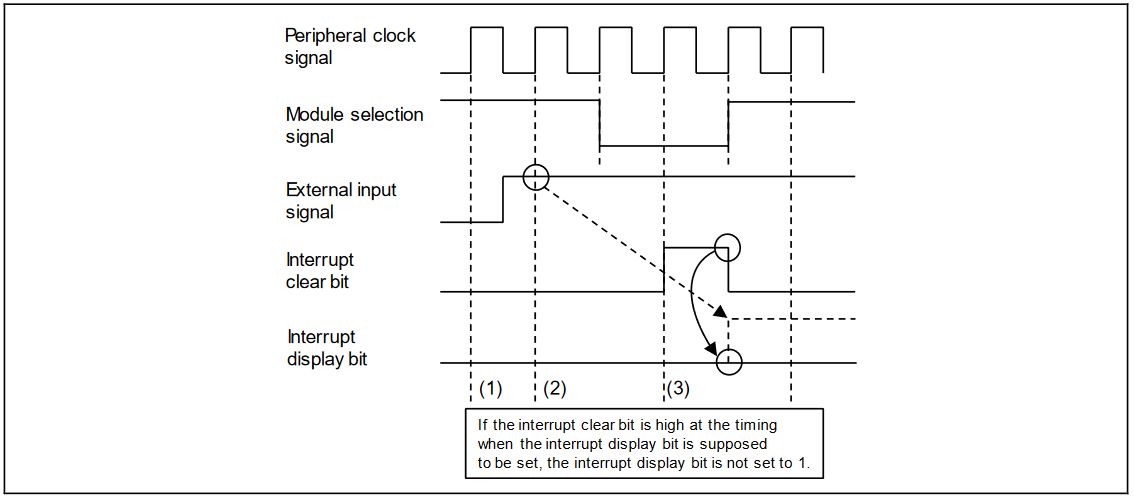 Peripheral clock
signal
Module selection
signal
External input
signal
Interrupt
clear bit
Interrupt
display bit
(1) (2) (3)
If the interrupt clear bit is high at the timing
when the interrupt display bit is supposed
to be set, the interrupt display bit is not set to 1.